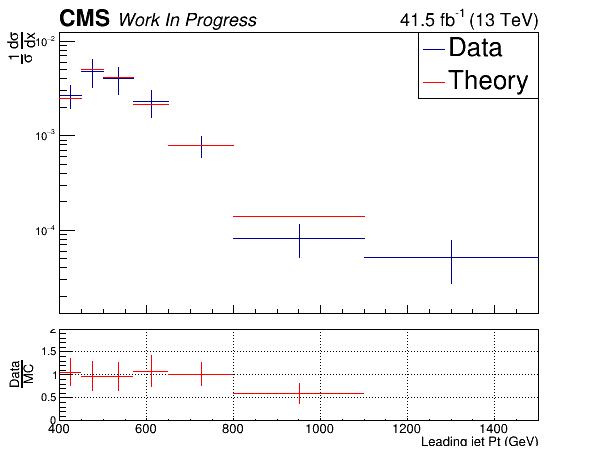 CMS Work In Progress 41.5 fb-1 (13 TeV)
1 dσ
σ dx
10-2
10-3
10-4
Data
Theory
Data
MC
2
1.5
1
0.5
0
400 600 800 1000 1200 1400
Leading jet Pt (GeV)